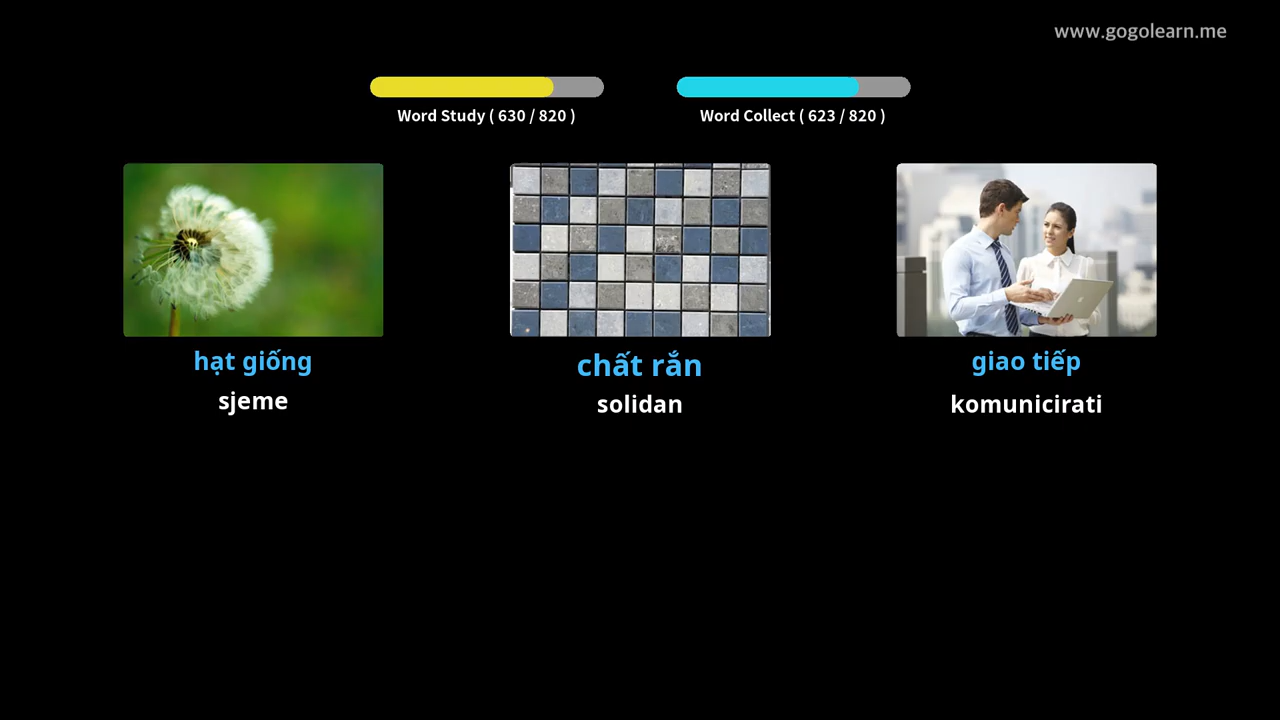 www.gogolearn.me
Word Study ( 630 / 820 )
Word Collect ( 623 / 820 )
hạt giống
sjeme
chất rắn
solidan
giao tiếp
komunicirati